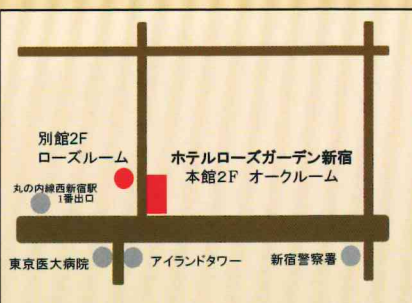 別館2F
ローズルーム
ホテルローズガーデン新宿
本館2F オークルーム
丸の内線西新宿駅
1番出口
東京医大病院
アイランドタワー
新宿警察署